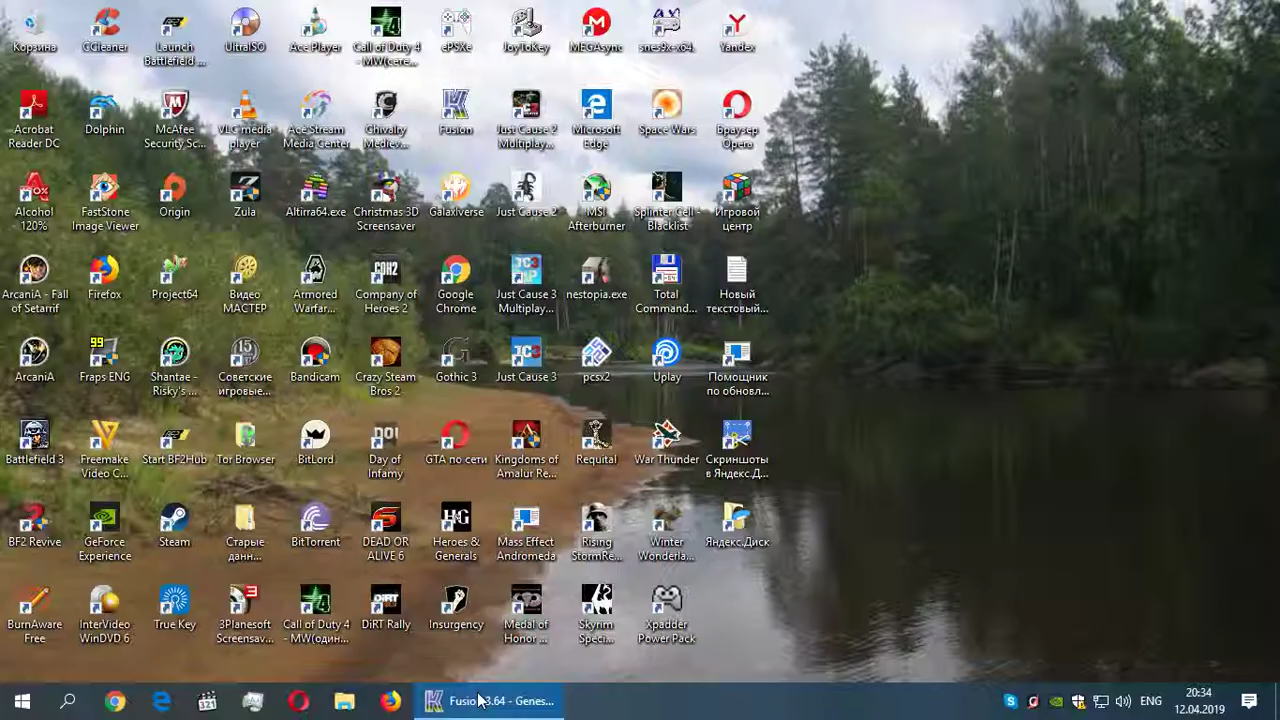 Корзина
CCleaner
Launch
Battlefield ...
UltraISO
Ace Player
Call of Duty 4
- MW(сете...
ePSXe
JoyToKey
MEGAsync
snes9x-x64.
Yandex
Acrobat
Reader DC
Dolphin
McAfee
Security Sc...
VLC media
player
Ace Stream
Media Center
Chivalry
Mediev...
Fusion
Just Cause 2
Multiplay...
Microsoft
Edge
Space Wars
Браузер
Opera
Alcohol
120%
FastStone
Image Viewer
Origin
Zula
Altirra64.exe
Christmas 3D
Screensaver
Galaxiverse
Just Cause 2
MSI
Afterburner
Splinter Cell -
Blacklist
Игровой
центр
ArcaniA - Fall
of Setarrif
Firefox
Project64
Видео
МАСТЕР
Armored
Warfar...
Company of
Heroes 2
Google
Chrome
Just Cause 3
Multiplay...
nestopia.exe
Total
Command...
Новый
текстовый...
ArcaniA
Fraps ENG
Shantae -
Risky's ...
Советские
игровые...
Bandicam
Crazy Steam
Bros 2
Gothic 3
Just Cause 3
pcsx2
Uplay
Помощник
по обновл...
Battlefield 3
Freemake
Video C...
Start BF2Hub
Tor Browser
BitLord
Day of
Infamy
GTA по сети
Kingdoms of
Amalur Re...
Requital
War Thunder
Скриншоты
в Яндекс.Д...
BF2 Revive
GeForce
Experience
Steam
Старые
данн...
BitTorrent
DEAD OR
ALIVE 6
Heroes &
Generals
Mass Effect
Andromeda
Rising
StormRe...
Winter
Wonderla...
Яндекс.Диск
BurnAware
Free
InterVideo
WinDVD 6
True Key
3Planesoft
Screensav...
Call of Duty 4
- MW(один...
DiRT Rally
Insurgency
Medal of
Honor ...
Skyrim
Speci...
Xpadder
Power Pack
Fusion 3.64 - Genes...
ENG
20:34
12.04.2019